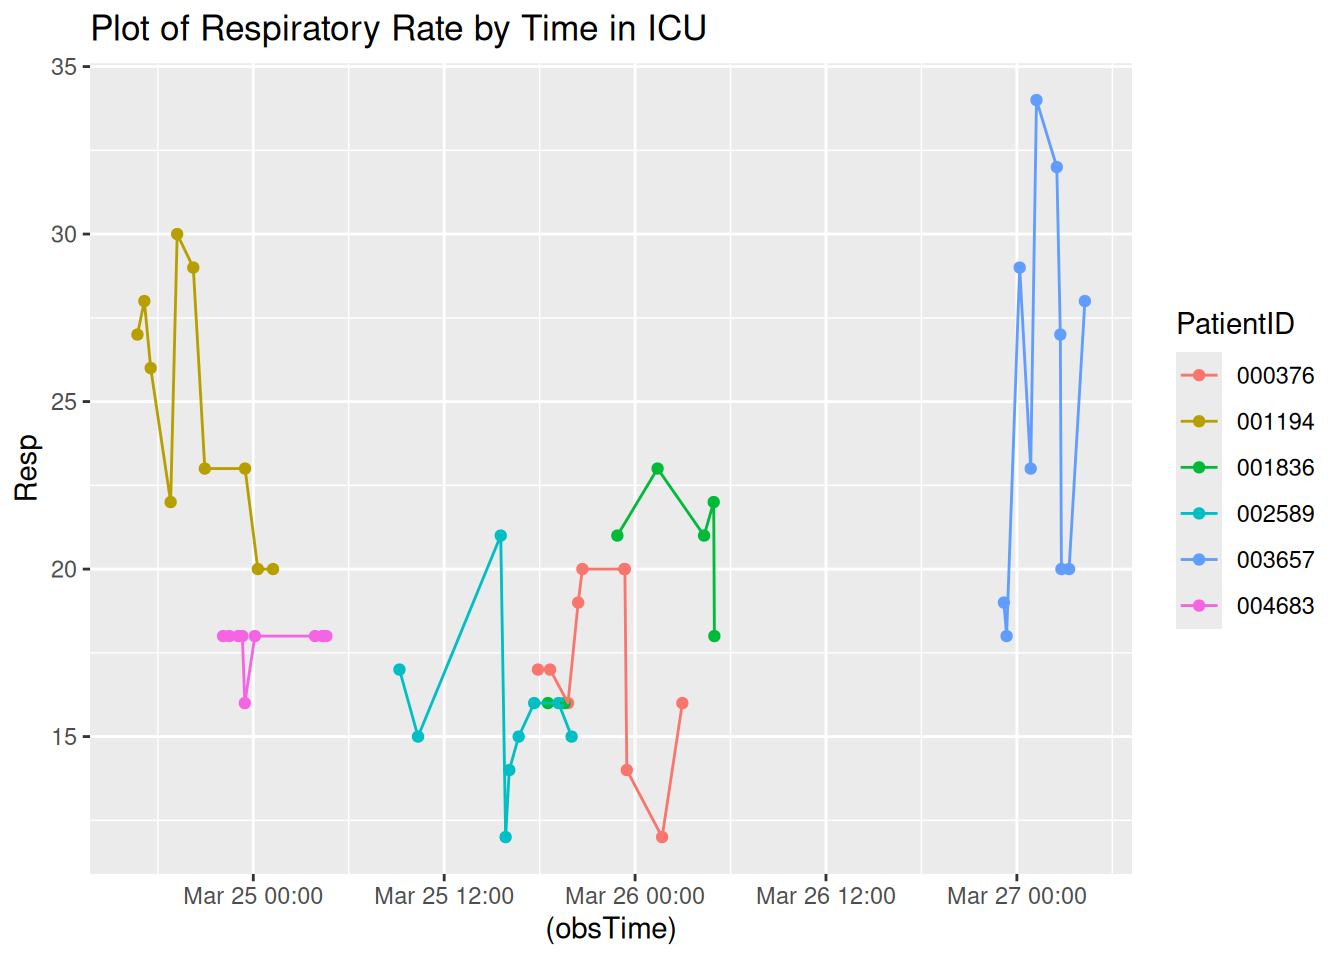 Plot of Respiratory Rate by Time in ICU
35
30
25
20
15
Resp
Mar 25 00:00 Mar 25 12:00 Mar 26 00:00 Mar 26 12:00 Mar 27 00:00
(obsTime)
PatientID
000376
001194
001836
002589
003657
004683